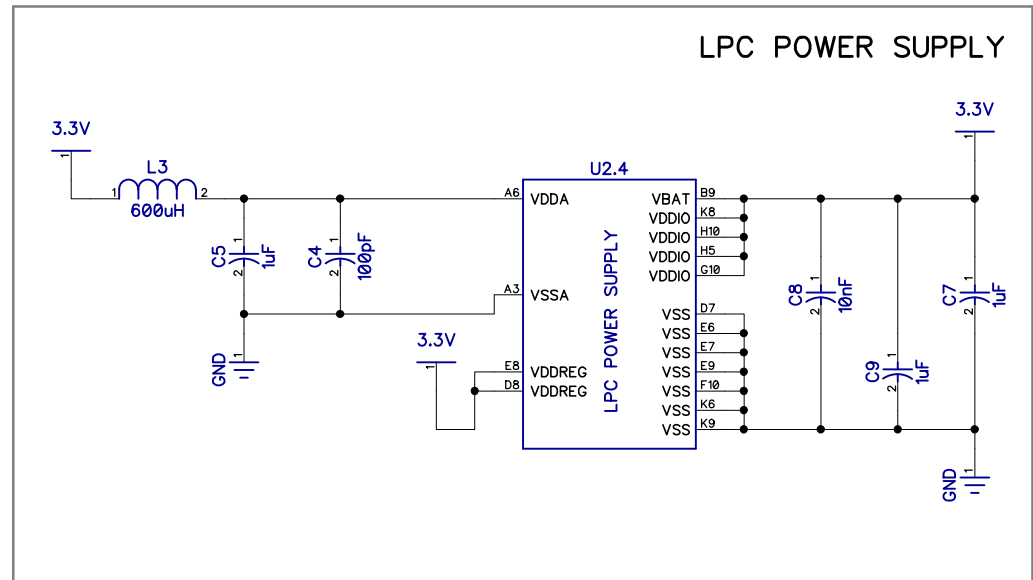 LPC POWER SUPPLY
3.3V
1
L3
1
2
600uH
C5
1uF
1
2
C4
100pF
1
2
GND
1
3.3V
1
U2.4
LPC POWER SUPPLY
A6 VDDA
A3 VSSA
E8 VDDREG
D8 VDDREG
VBAT B9
VDDIO K8
VDDIO H10
VDDIO H5
VDDIO G10
VSS D7
VSS E6
VSS E7
VSS E9
VSS F10
VSS K6
VSS K9
C8
10nF
1
2
C9
1uF
1
2
3.3V
1
C7
1uF
1
2
GND
1